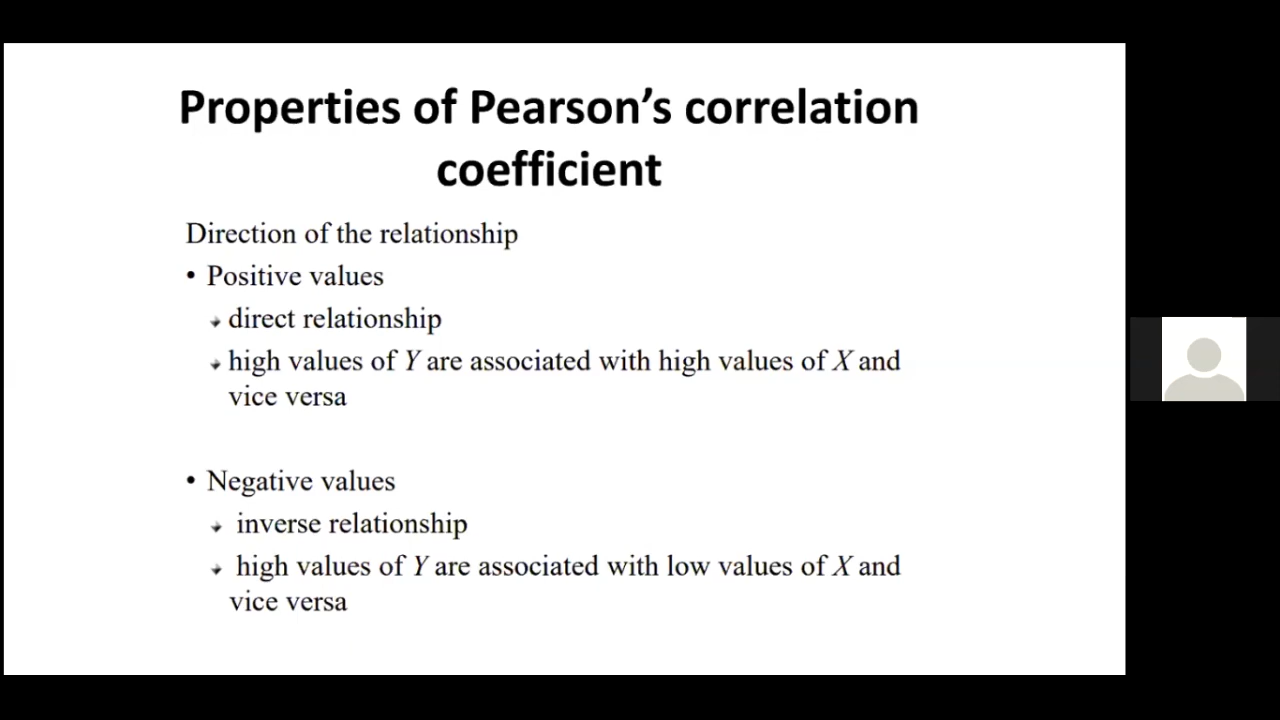 Properties of Pearson’s correlation
coefficient
Direction of the relationship
• Positive values
direct relationship
high values of Y are associated with high values of X and
vice versa
• Negative values
inverse relationship
high values of Y are associated with low values of X and
vice versa